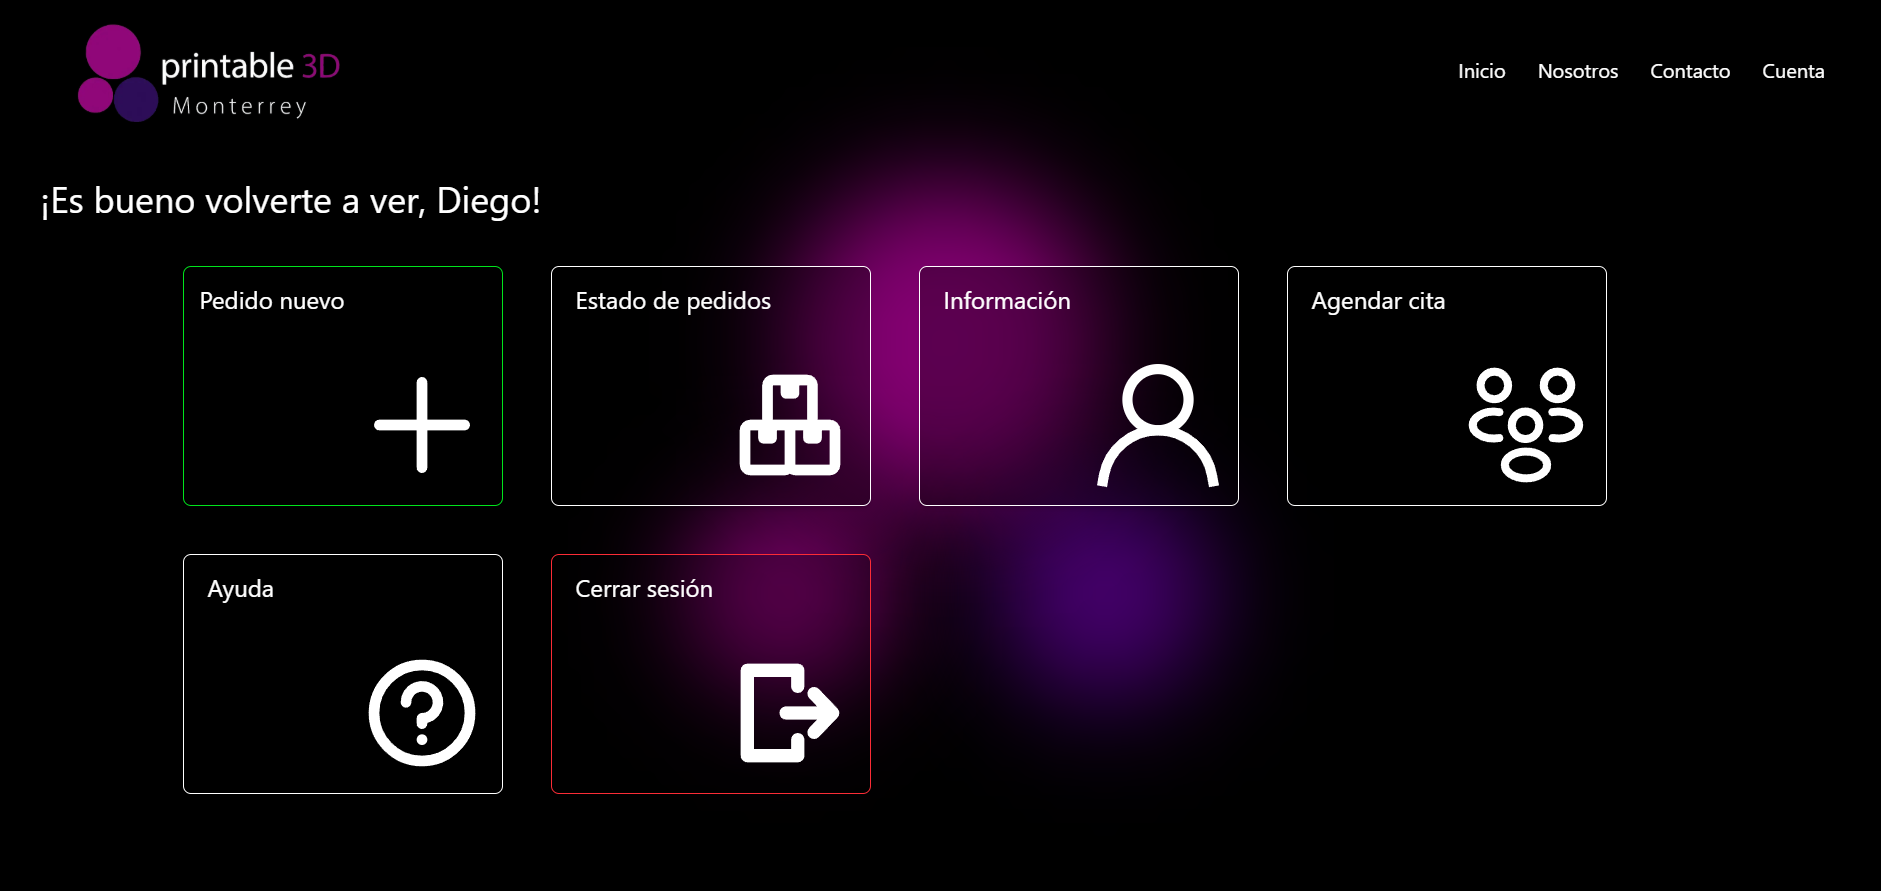 printable 3D
Monterrey
Inicio Nosotros Contacto Cuenta
¡Es bueno volverte a ver, Diego!
Pedido nuevo
Estado de pedidos
Información
Agendar cita
Ayuda
Cerrar sesión